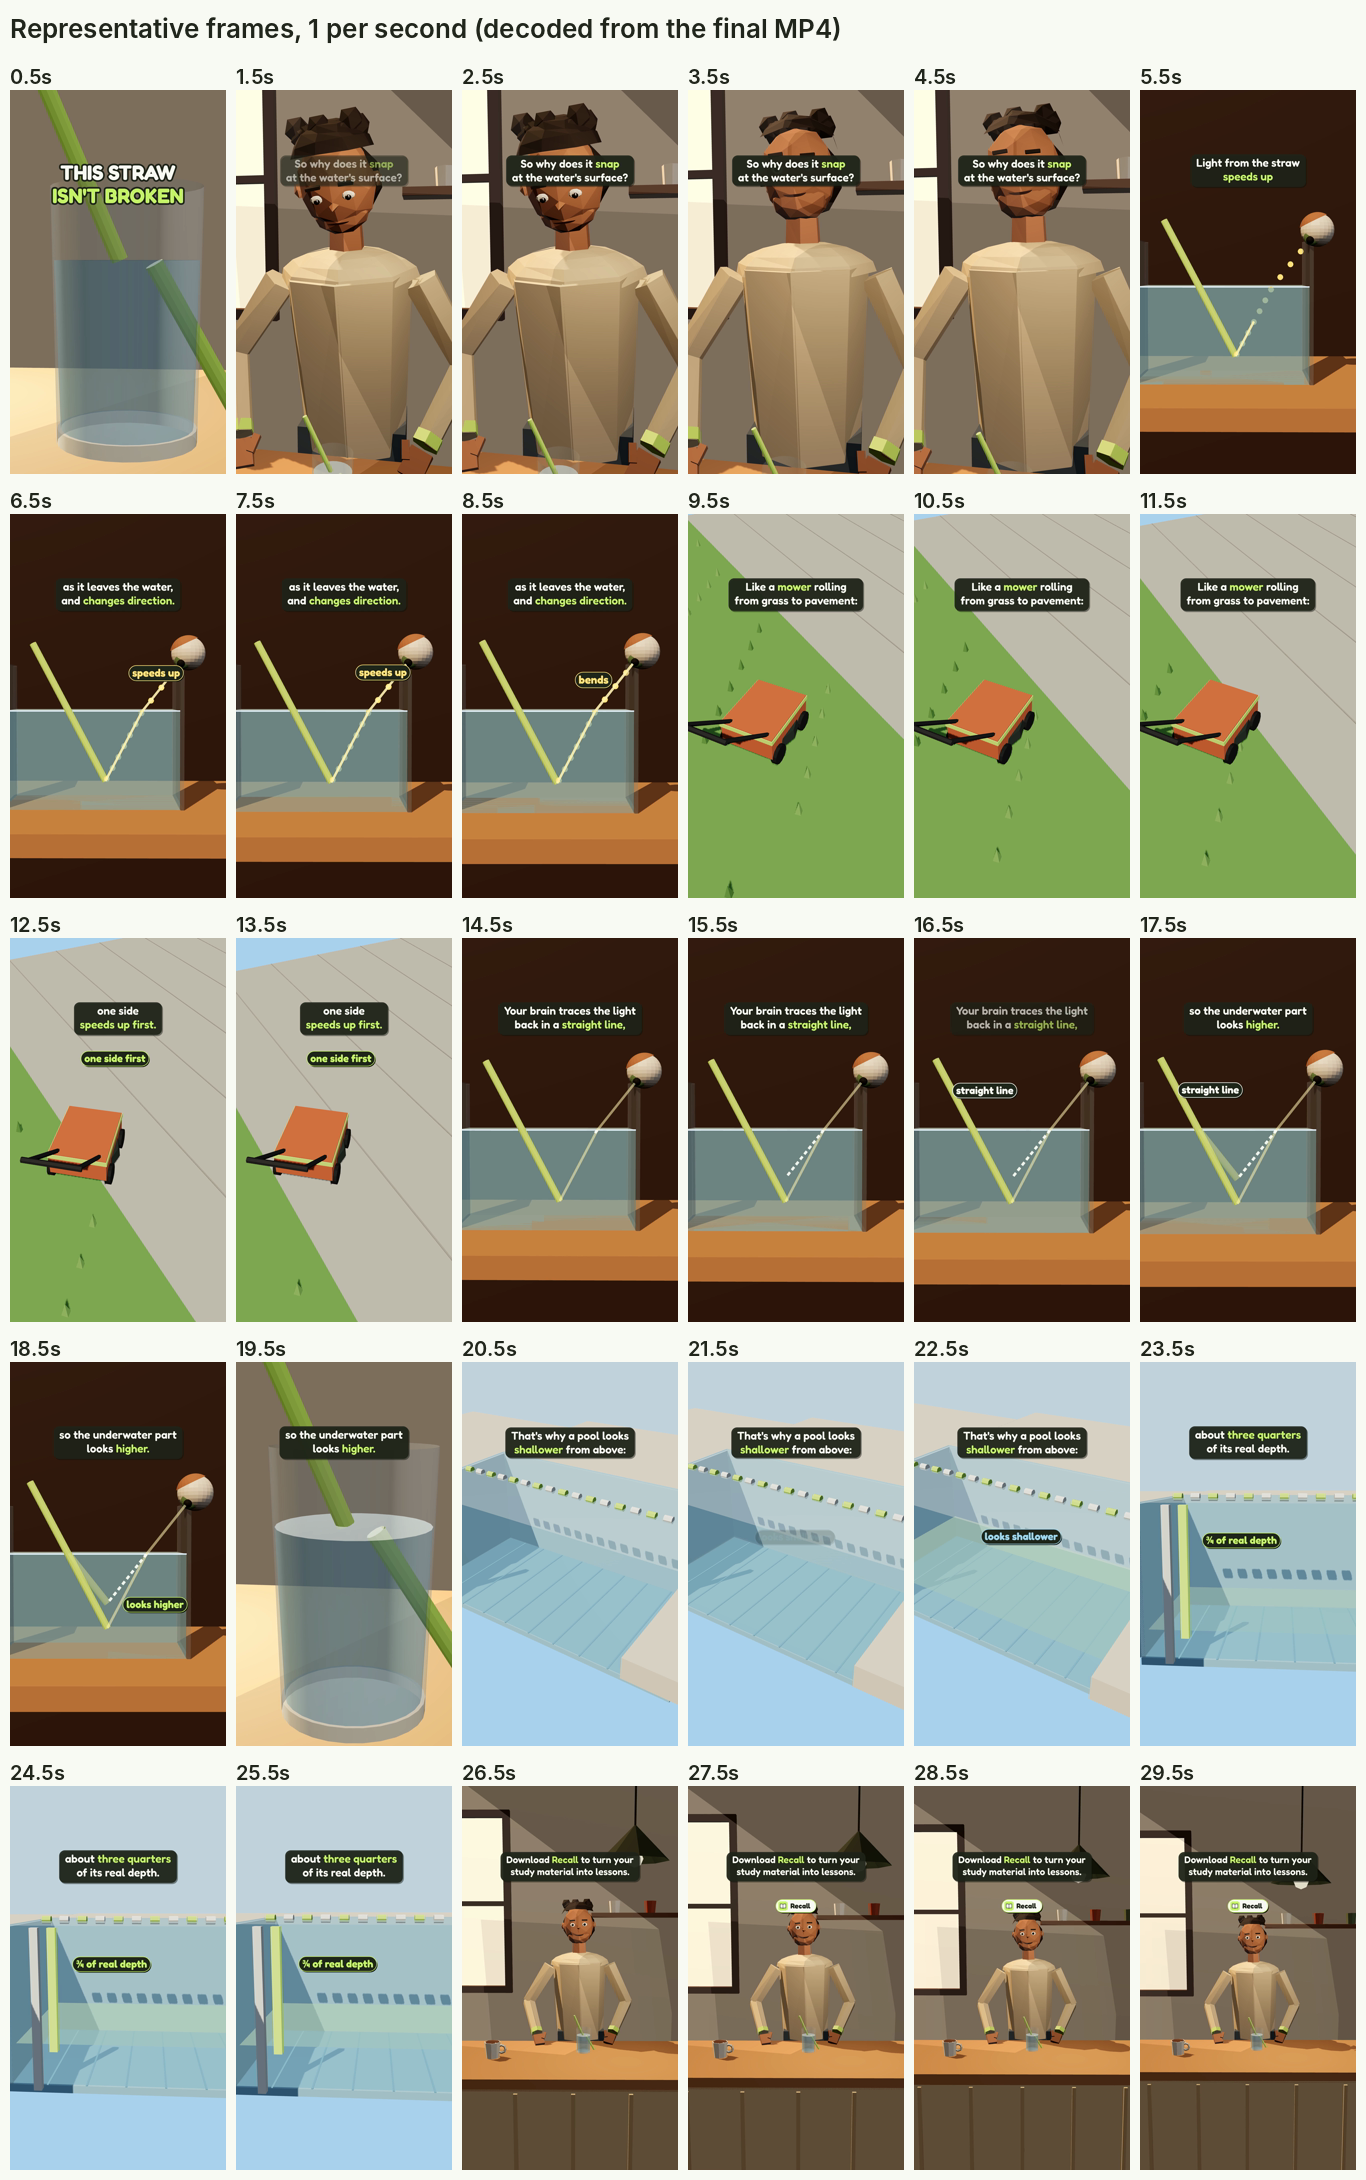 Representative frames, 1 per second (decoded from the final MP4)
0.5s
1.5s
2.5s
3.5s
4.5s
5.5s
THIS STRAW
ISN'T BROKEN
So why does it snap
at the water's surface?
So why does it snap
at the water's surface?
So why does it snap
at the water's surface?
So why does it snap
at the water's surface?
Light from the straw
speeds up
6.5s
7.5s
8.5s
9.5s
10.5s
11.5s
as it leaves the water,
and changes direction.
speeds up
as it leaves the water,
and changes direction.
speeds up
as it leaves the water,
and changes direction.
bends
Like a mower rolling
from grass to pavement:
Like a mower rolling
from grass to pavement:
Like a mower rolling
from grass to pavement:
12.5s
13.5s
14.5s
15.5s
16.5s
17.5s
one side
speeds up first.
one side first
one side
speeds up first.
one side first
Your brain traces the light
back in a straight line,
Your brain traces the light
back in a straight line,
Your brain traces the light
back in a straight line,
straight line
so the underwater part
looks higher.
straight line
18.5s
19.5s
20.5s
21.5s
22.5s
23.5s
so the underwater part
looks higher.
looks higher
so the underwater part
looks higher.
That's why a pool looks
shallower from above:
That's why a pool looks
shallower from above:
That's why a pool looks
shallower from above:
looks shallower
about three quarters
of its real depth.
¾ of real depth
24.5s
25.5s
26.5s
27.5s
28.5s
29.5s
about three quarters
of its real depth.
¾ of real depth
about three quarters
of its real depth.
¾ of real depth
Download Recall to turn your
study material into lessons.
Download Recall to turn your
study material into lessons.
Recall
Download Recall to turn your
study material into lessons.
Recall
Download Recall to turn your
study material into lessons.
Recall